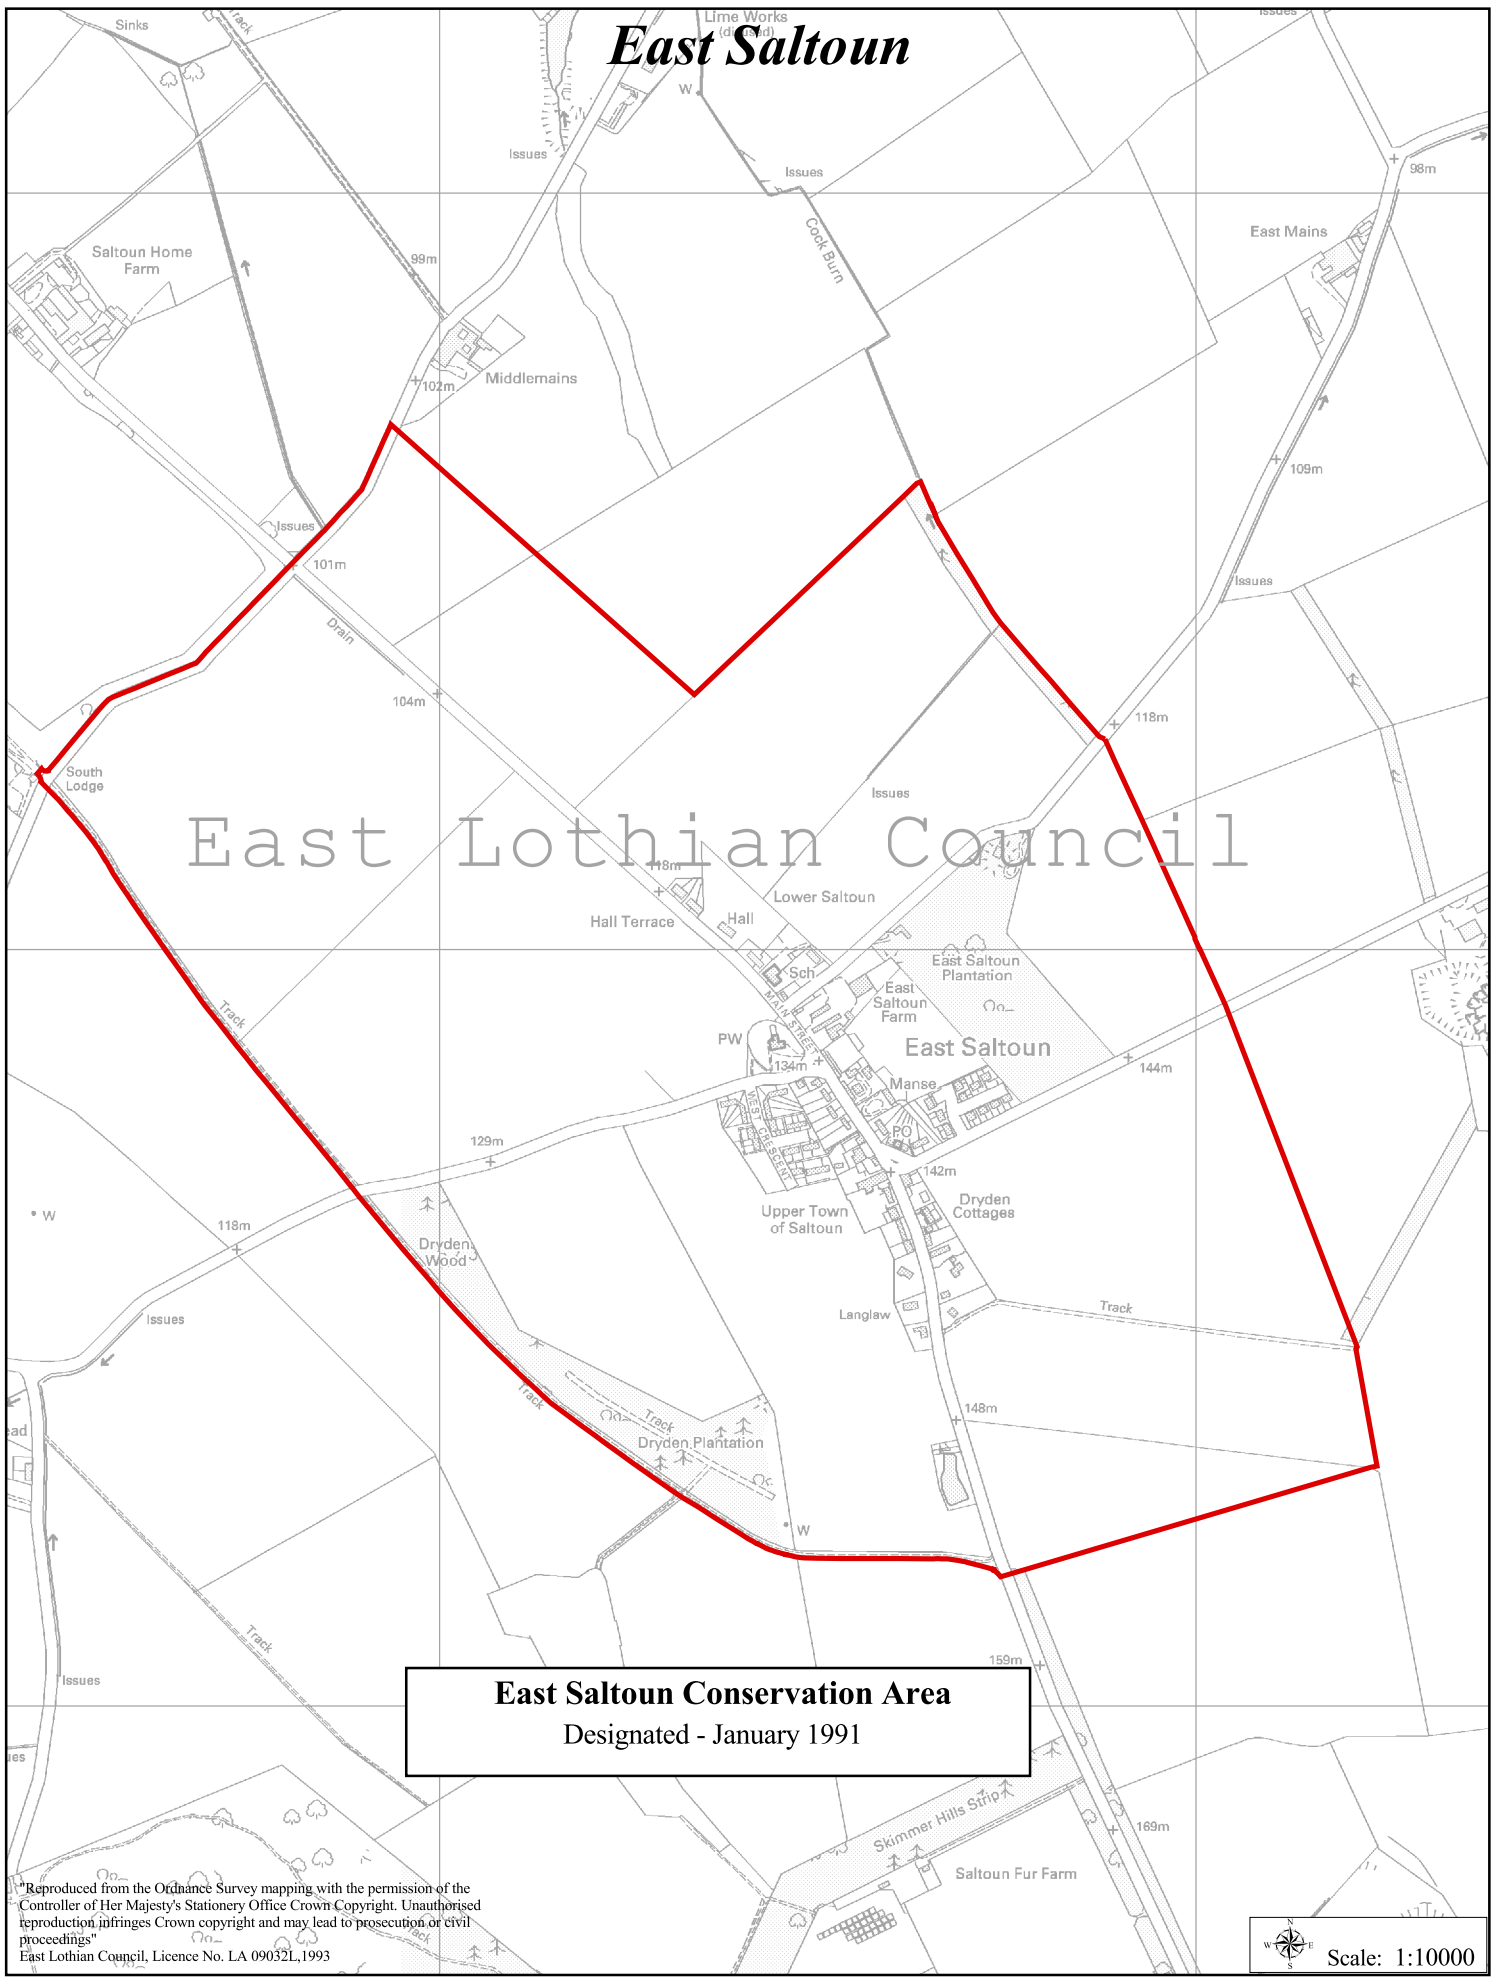 East Saltoun
Sinks
Track
Lime Works
(disused)
Issues
W
Issues
Issues
98m
Cock Burn
East Mains
Saltoun Home
Farm
99m
102m
Middlemains
109m
Issues
101m
Issues
Drain
104m
118m
South
Lodge
Issues
East Lothian Council
118m
Lower Saltoun
Hall Terrace
Hall
Sch
East Saltoun
Plantation
MAIN STREET
East
Saltoun
Farm
Track
PW
East Saltoun
134m
144m
Manse
WEST CRESCENT
PO
129m
142m
Upper Town
of Saltoun
Dryden
Cottages
W
118m
Dryden
Wood
Langlaw
Track
Issues
Track
Track
148m
ead
Dryden Plantation
W
Track
159m
Issues
East Saltoun Conservation Area
Designated - January 1991
ues
Skimmer Hills Strip
169m
Saltoun Fur Farm
Track
"Reproduced from the Ordnance Survey mapping with the permission of the
Controller of Her Majesty's Stationery Office Crown Copyright. Unauthorised
reproduction infringes Crown copyright and may lead to prosecution or civil
proceedings"
East Lothian Council, Licence No. LA 09032L,1993
N
W E
S
Scale: 1:10000